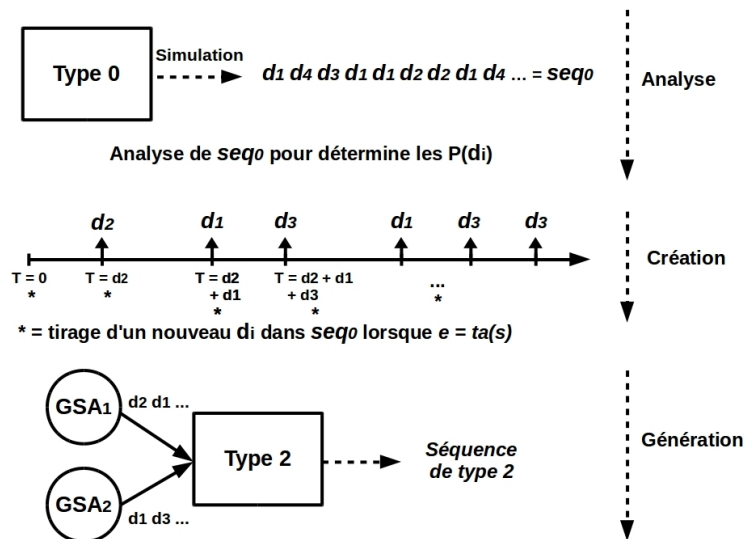 Simulation
Type 0
d1 d4 d3 d1 d1 d2 d2 d1 d4 ... = seq0
Analyse
Analyse de seq0 pour détermine les P(di)
d2 d1 d3 d1 d3 d3
Création
T = 0 T = d2 T = d2 T = d2 + d1
+ d1 + d3 ...
* * * * *
* = tirage d'un nouveau di dans seq0 lorsque e = ta(s)
GSA1 d2 d1 ...
Type 2
Séquence
de type 2
Génération
GSA2 d1 d3 ...